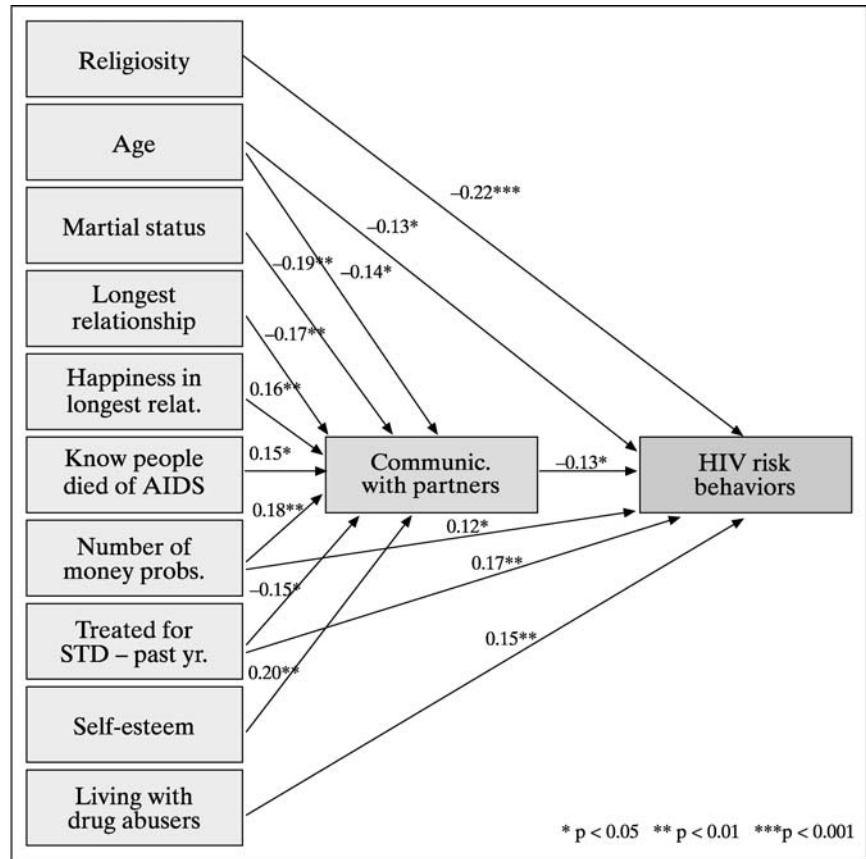 Religiosity
Age
Martial status
Longest
relationship
Happiness in
longest relat.
Know people
died of AIDS
Number of
money probs.
Treated for
STD – past yr.
Self-esteem
Living with
drug abusers
–0.22***
–0.13*
–0.19**
–0.14*
–0.17**
0.16**
0.15*
0.18**
–0.15*
0.20**
Communic.
with partners
–0.13*
0.12*
0.17**
0.15**
HIV risk
behaviors
* p < 0.05 ** p < 0.01 ***p < 0.001